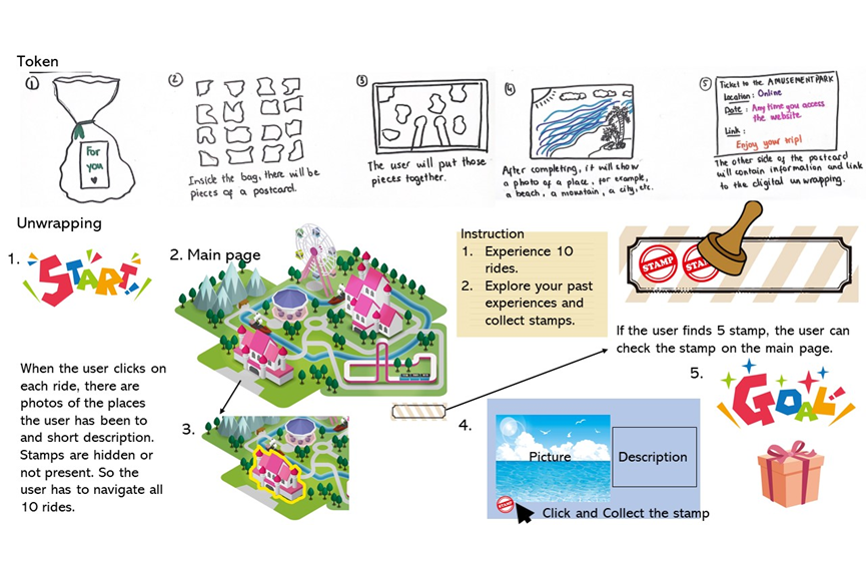 Token
①
For
you
②
Inside the bag, there will be
pieces of a postcard.
③
The user will put those
pieces together.
④
After completing, it will show
a photo of a place, for example,
a beach, a mountain, a city, etc.
⑤
Ticket to the AMUSEMENT PARK
Location: Online
Date: Any time you access
the website
Link:
Enjoy your trip!
The other side of the postcard
will contain information and link
to the digital unwrapping.
Unwrapping
1.
START!
2. Main page
Instruction
1. Experience 10
rides.
2. Explore your past
experiences and
collect stamps.
STAMP
STA
If the user finds 5 stamp, the user can
check the stamp on the main page.
When the user clicks on
each ride, there are
photos of the places
the user has been to
and short description.
Stamps are hidden or
not present. So the
user has to navigate all
10 rides.
3.
4.
Picture
Description
STAMP
Click and Collect the stamp
5.
GOAL!